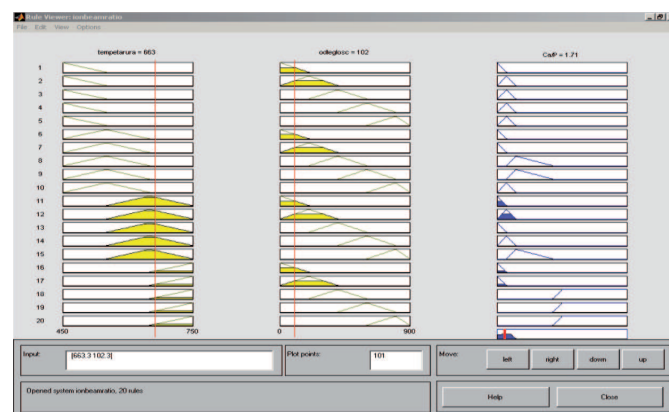 Rule Viewer: ionbeamratio
File Edit View Options
tempetarura = 663
odleglosc = 102
Ca/P = 1.71
1
2
3
4
5
6
7
8
9
10
11
12
13
14
15
16
17
18
19
20
450
750
0
900
Input:
[663.3 102.3]
Plot points:
101
Move:
left
right
down
up
Opened system ionbeamratio, 20 rules
Help
Close